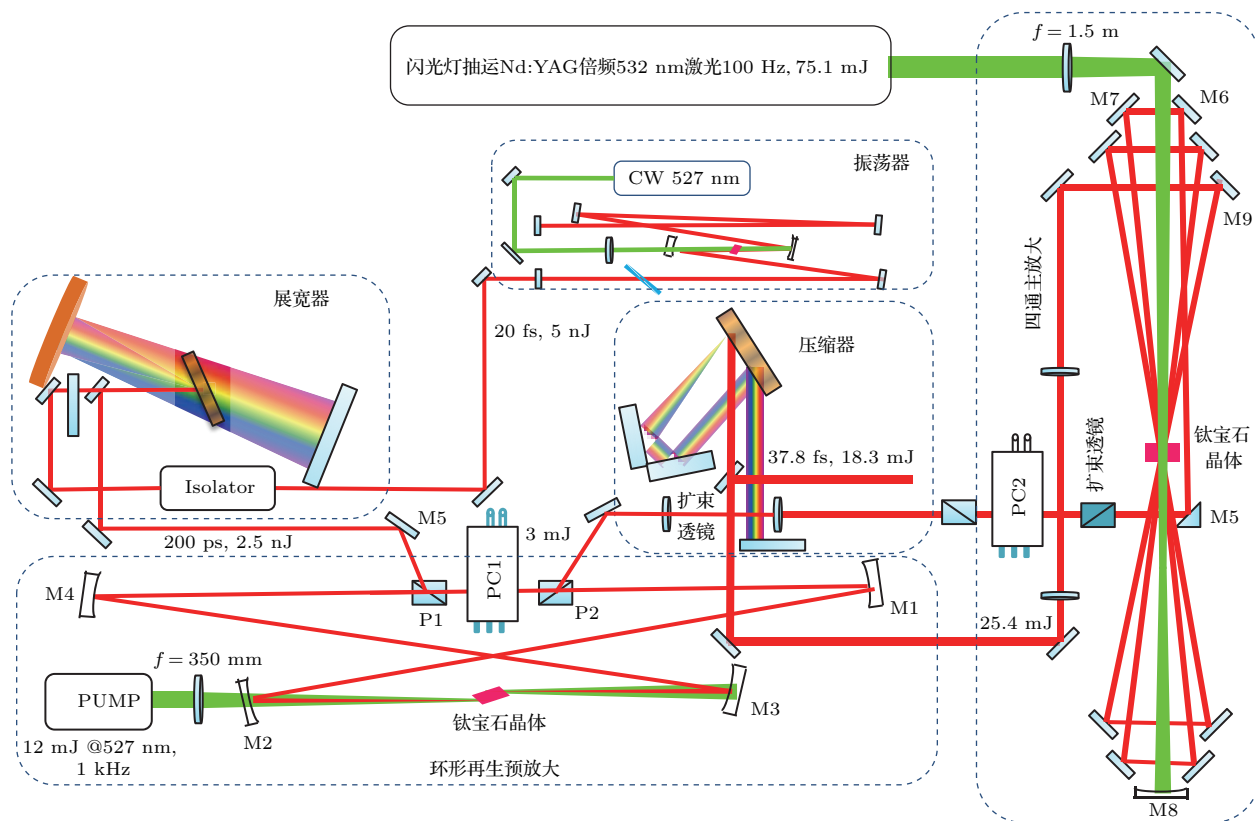 f = 1.5 m
闪光灯抽运Nd:YAG倍频532 nm激光100 Hz, 75.1 mJ
M7
M6
振荡器
CW 527 nm
M9
四通主放大
展宽器
20 fs, 5 nJ
压缩器
钛宝石
晶体
扩束透镜
37.8 fs, 18.3 mJ
Isolator
PC2
扩束
透镜
M5
M5
200 ps, 2.5 nJ
3 mJ
PC1
M4
P1
P2
M1
25.4 mJ
f = 350 mm
PUMP
M3
M2
钛宝石晶体
12 mJ @527 nm,
1 kHz
环形再生预放大
M8